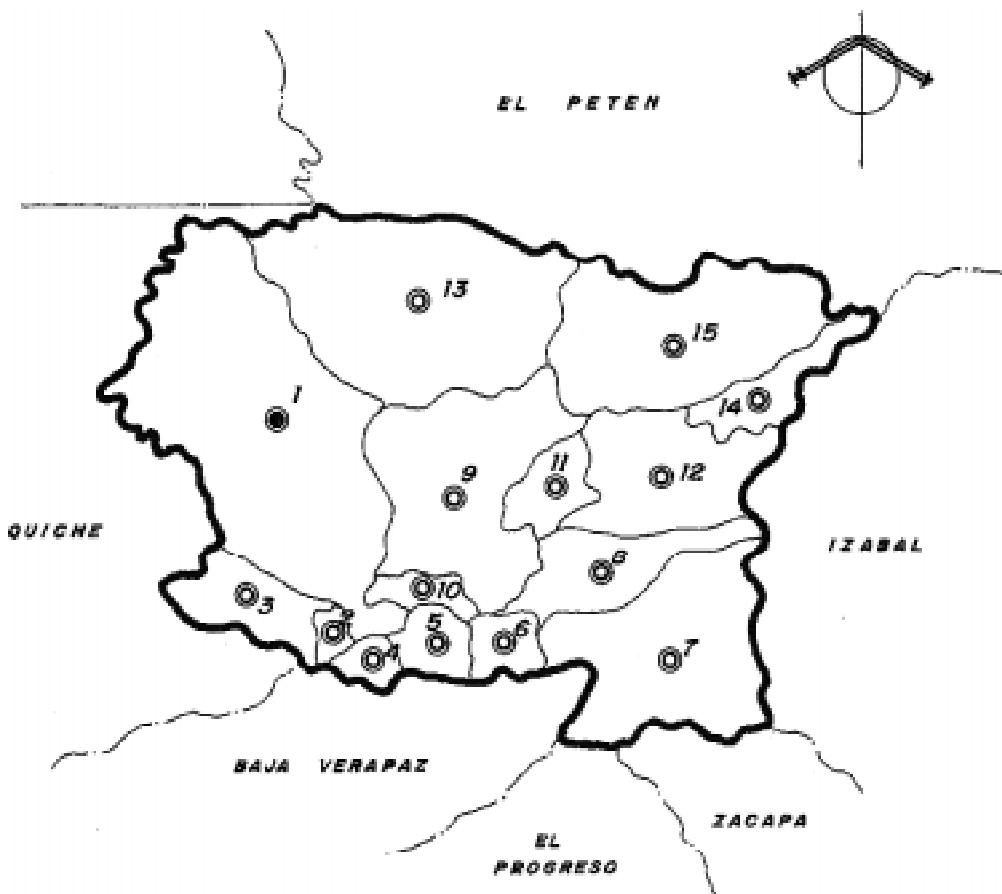 EL PETEN
13
15
1
14
9
11
12
QUICHE
IZABAL
8
3
10
2
5
6
4
7
BAJA VERAPAZ
ZACAPA
EL
PROGRESO